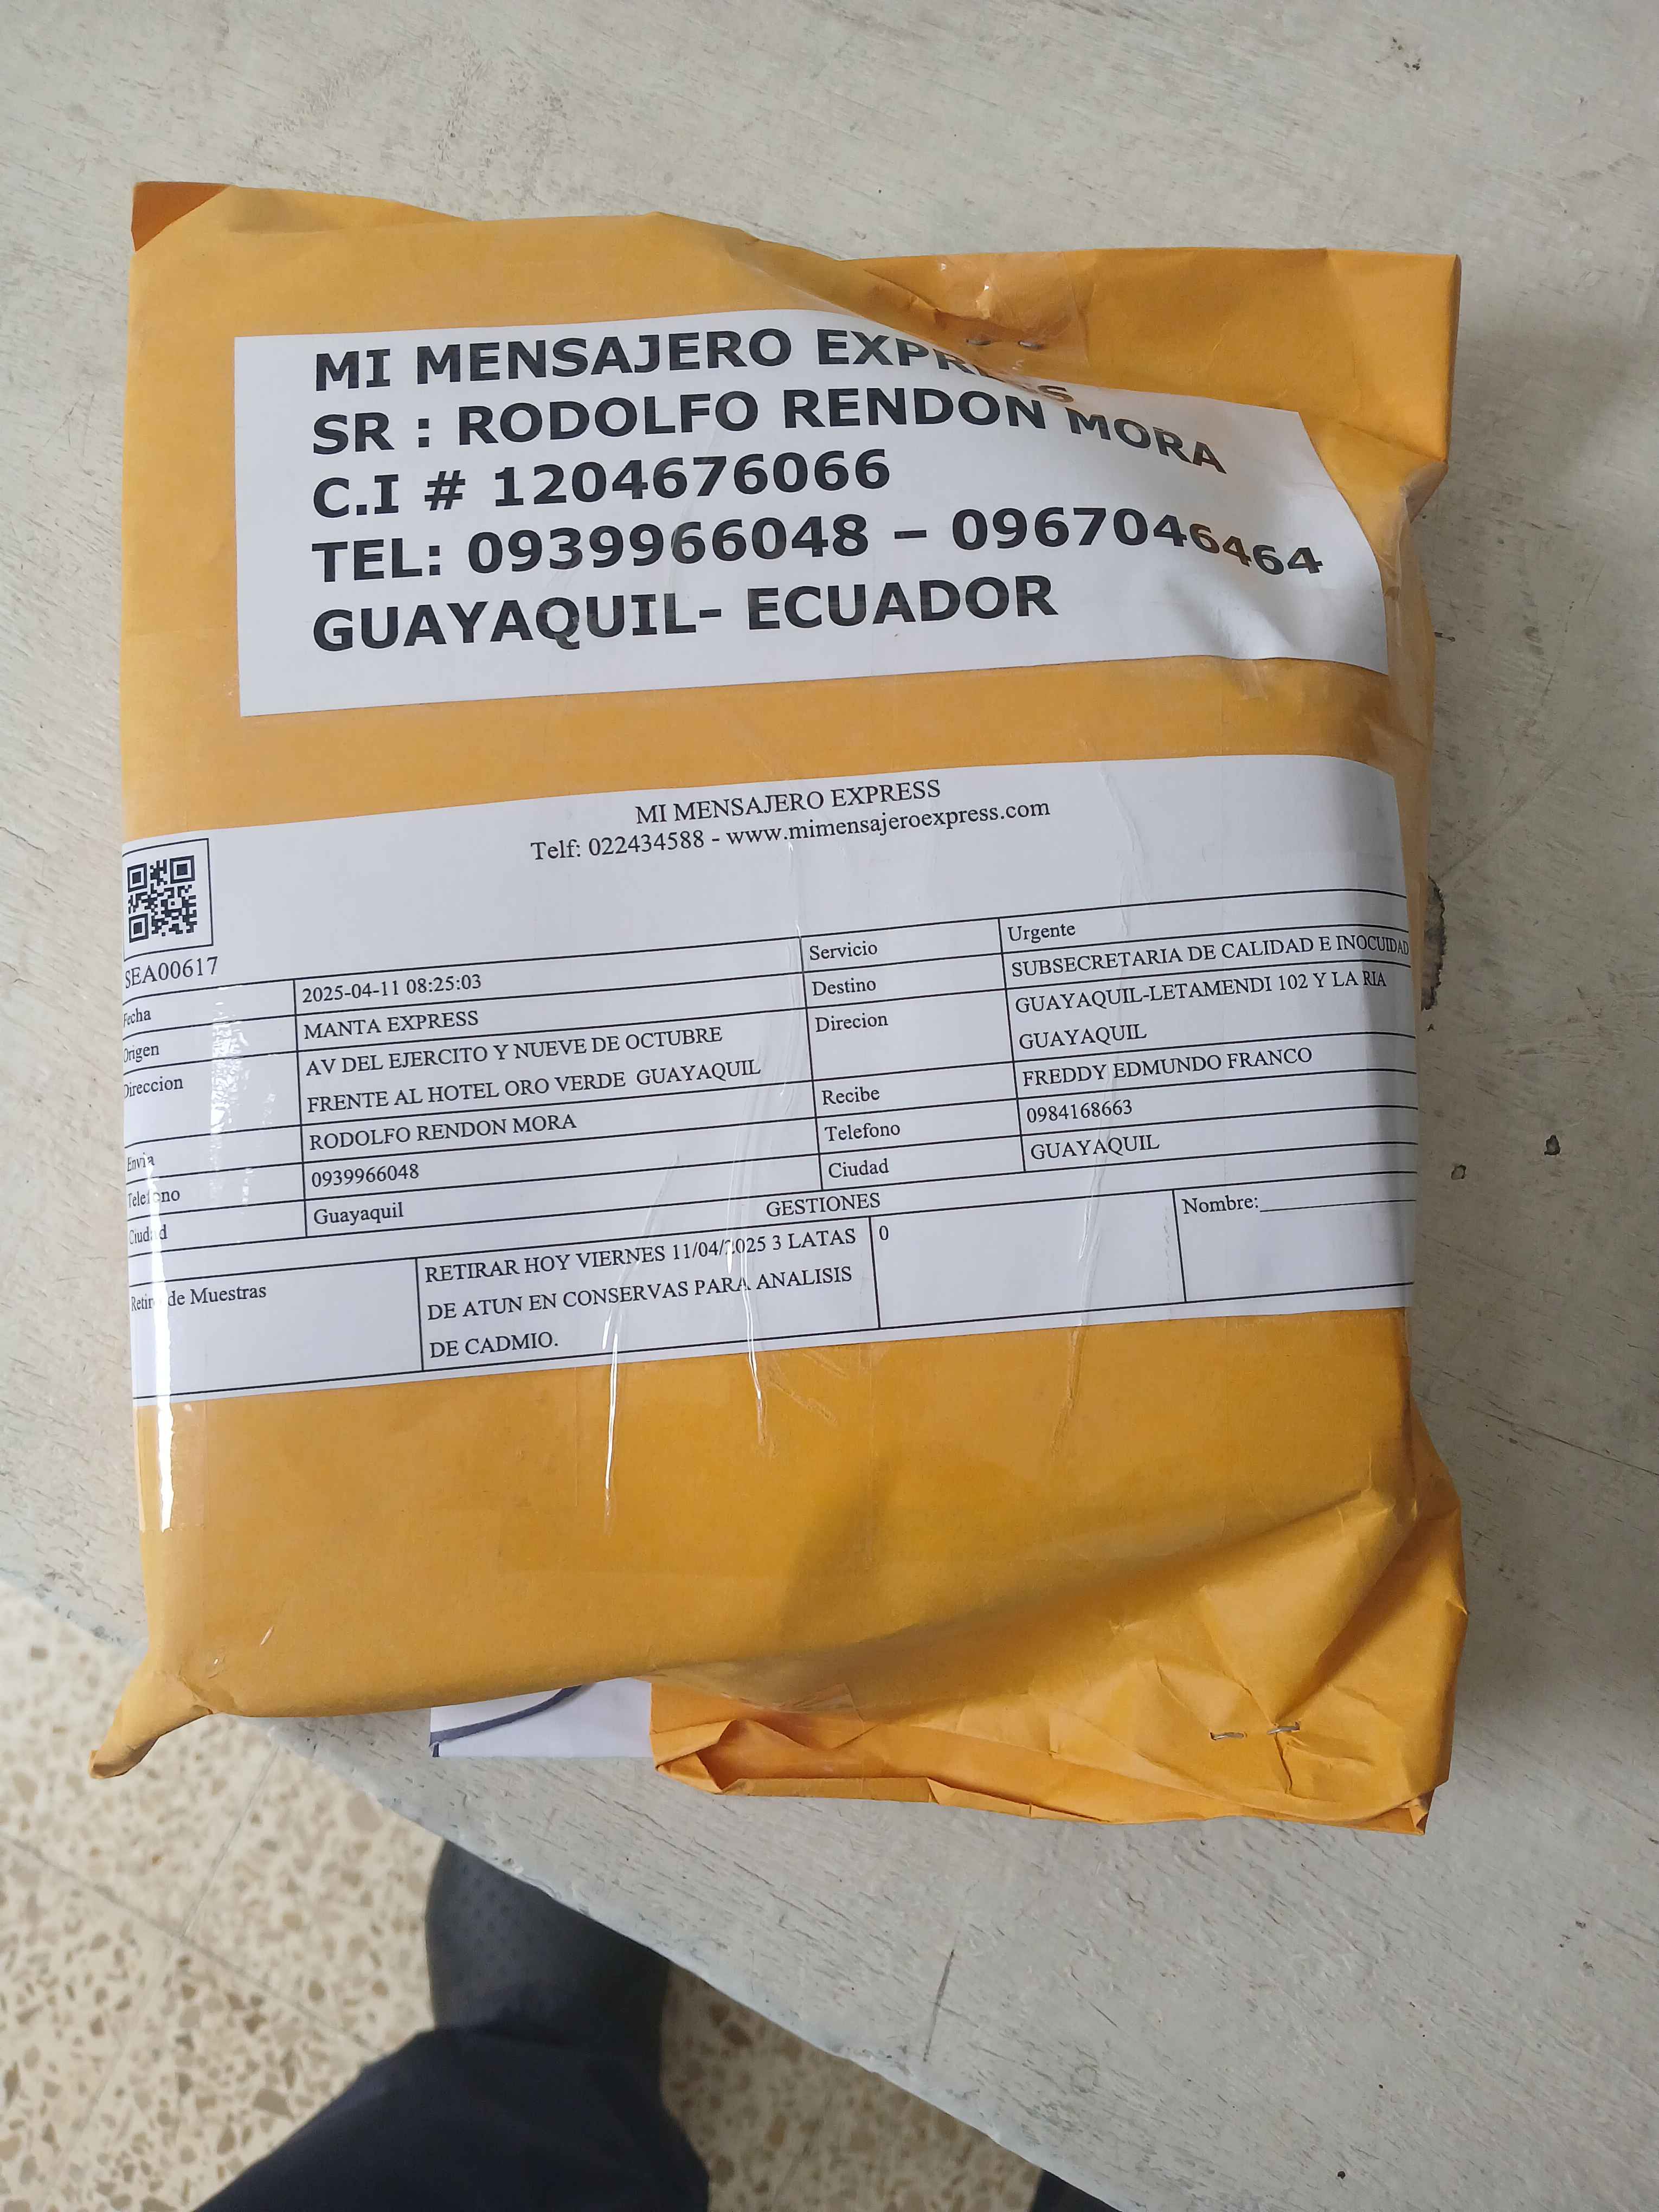 MI MENSAJERO EXPRESS
SR : RODOLFO RENDON MORA
C.I # 1204676066
TEL: 0939966048 – 0967046464
GUAYAQUIL- ECUADOR
MI MENSAJERO EXPRESS
Telf: 022434588 - www.mimensajeroexpress.com
SEA00617
Fecha 2025-04-11 08:25:03 Servicio Urgente
Origen MANTA EXPRESS Destino SUBSECRETARIA DE CALIDAD E INOCUIDAD
Direccion AV DEL EJERCITO Y NUEVE DE OCTUBRE Direcion GUAYAQUIL-LETAMENDI 102 Y LA RIA
FRENTE AL HOTEL ORO VERDE GUAYAQUIL GUAYAQUIL
Envia RODOLFO RENDON MORA Recibe FREDDY EDMUNDO FRANCO
Telefono 0939966048 Telefono 0984168663
Ciudad Guayaquil Ciudad GUAYAQUIL
GESTIONES
Retiro de Muestras RETIRAR HOY VIERNES 11/04/2025 3 LATAS 0 Nombre:
DE ATUN EN CONSERVAS PARA ANALISIS
DE CADMIO.